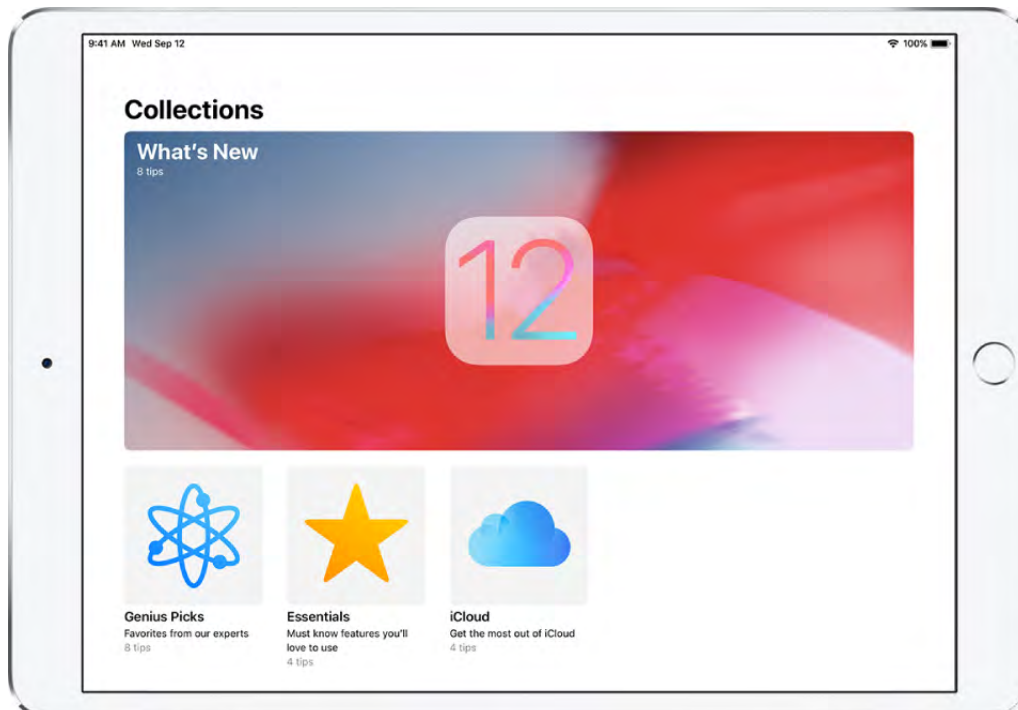 9:41 AM Wed Sep 12
100%
Collections
What's New
8 tips
12
Genius Picks
Favorites from our experts
8 tips
Essentials
Must know features you'll
love to use
4 tips
iCloud
Get the most out of iCloud
4 tips